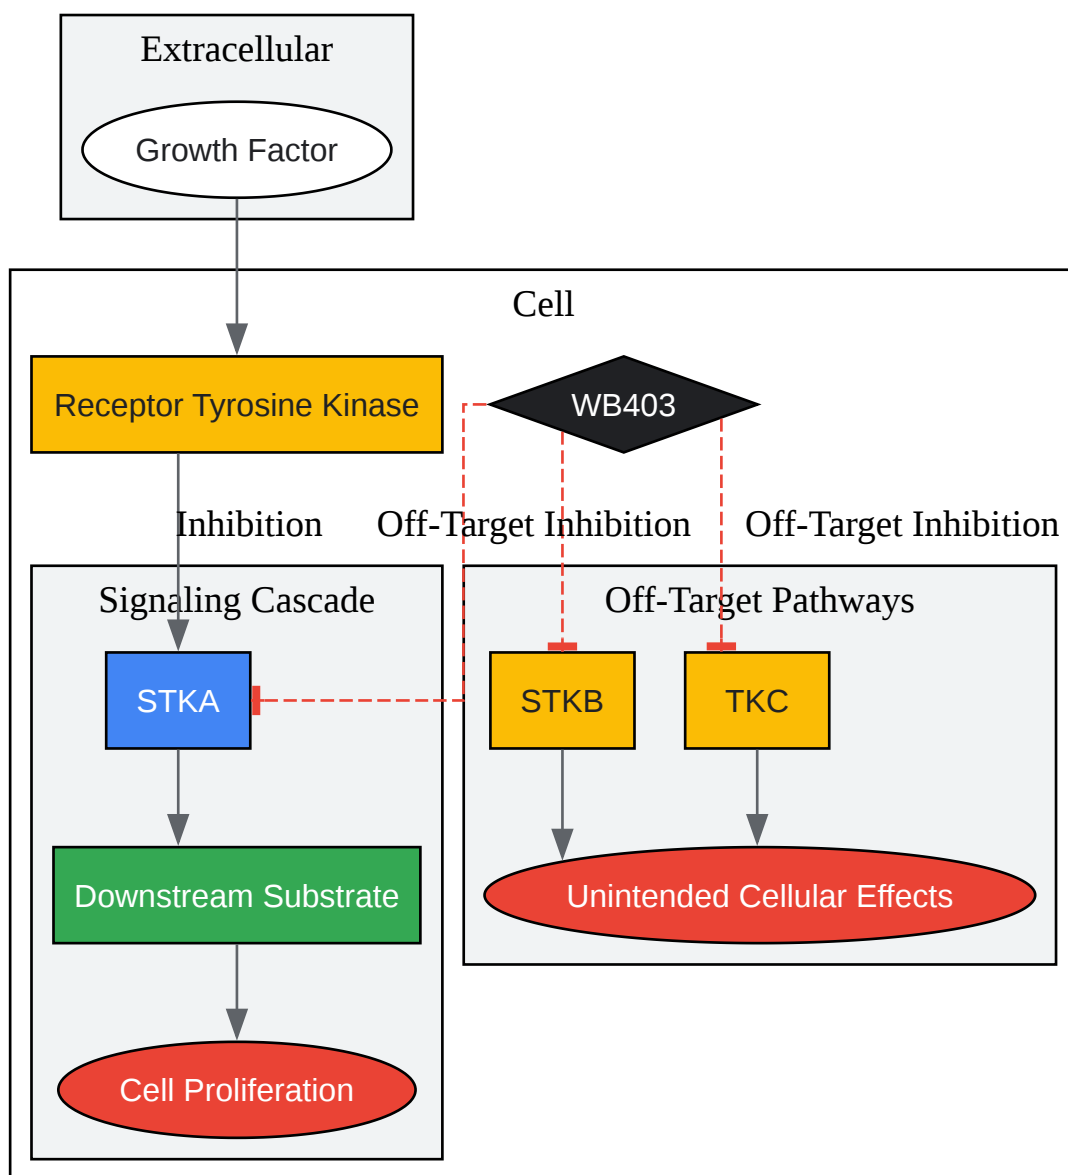 Extracellular
Growth Factor
Cell
Receptor Tyrosine Kinase
WB403
Inhibition
Off-Target Inhibition
Off-Target Inhibition
Signaling Cascade
Off-Target Pathways
STKA
STKB
TKC
Downstream Substrate
Unintended Cellular Effects
Cell Proliferation